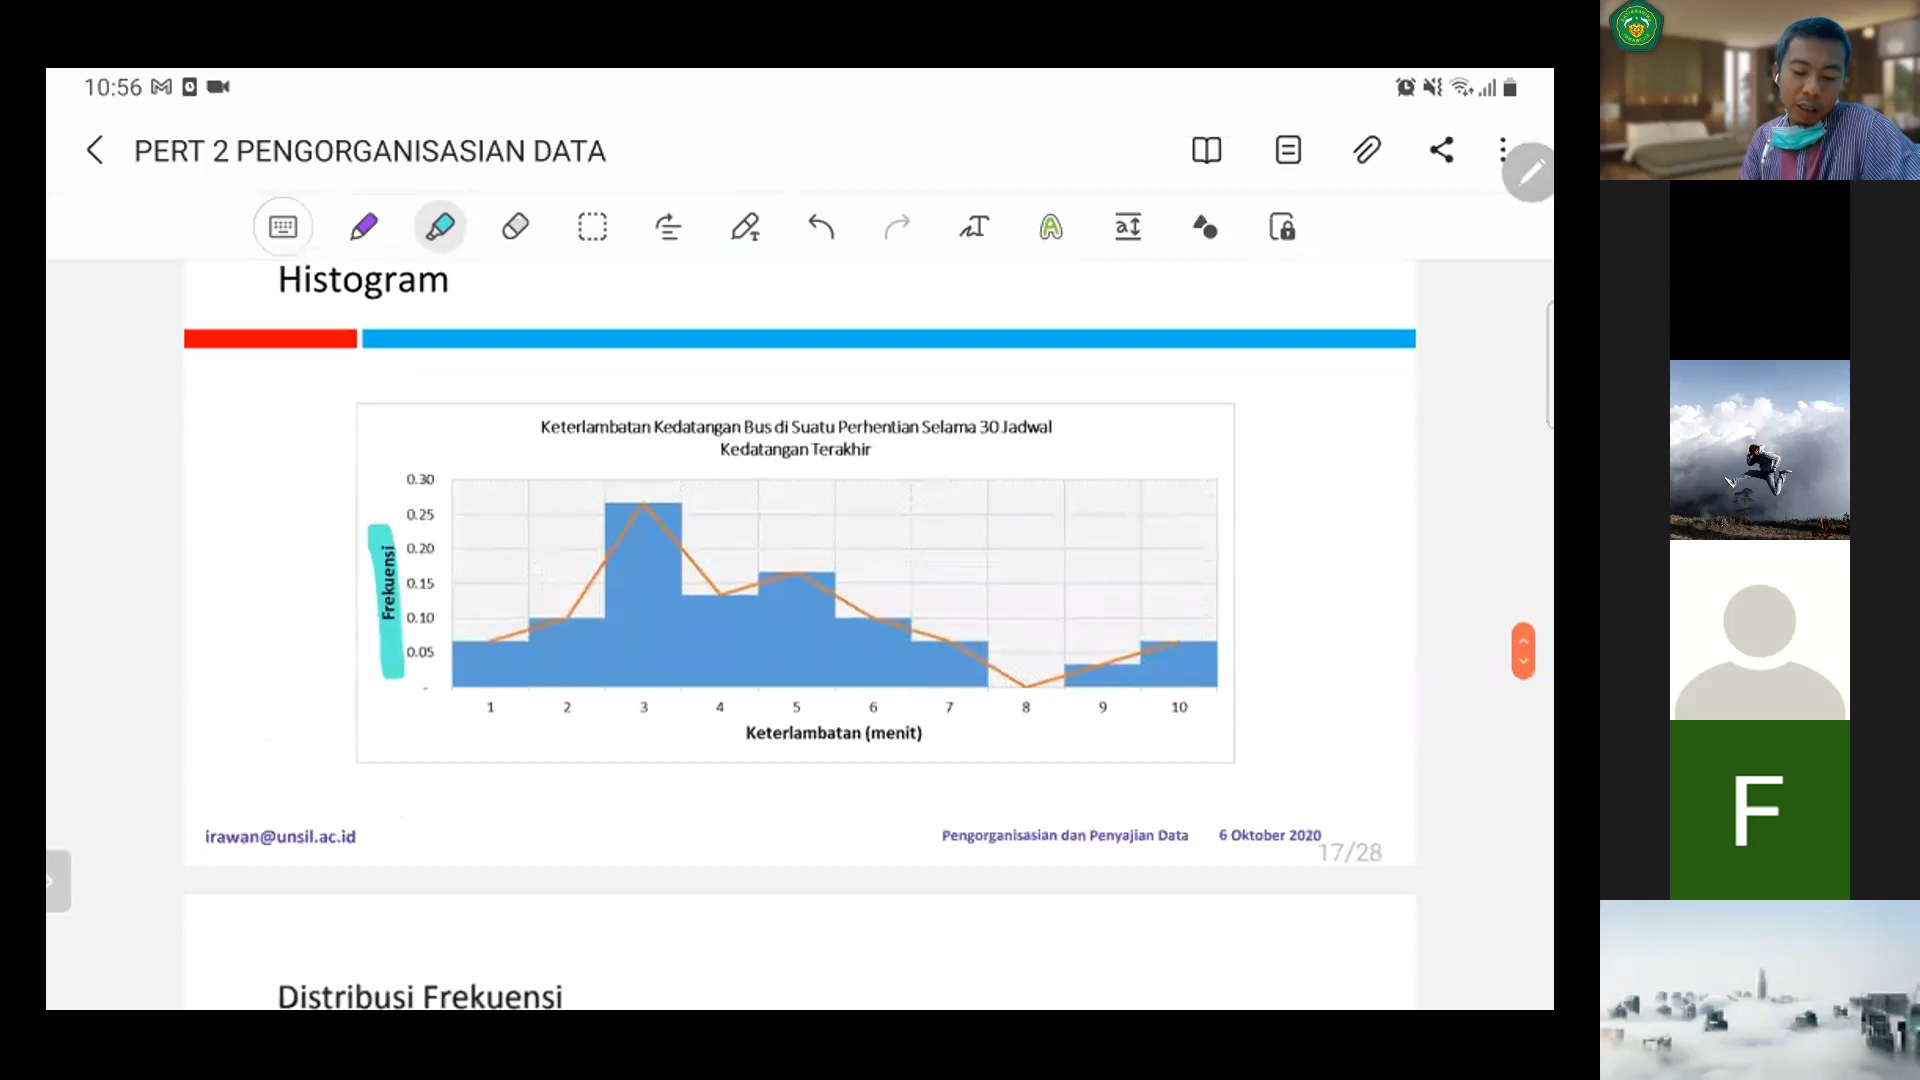 10:56
PERT 2 PENGORGANISASIAN DATA
Histogram
Keterlambatan Kedatangan Bus di Suatu Perhentian Selama 30 Jadwal
Kedatangan Terakhir
0.30
0.25
0.20
0.15
0.10
0.05
-
Frekuensi
1 2 3 4 5 6 7 8 9 10
Keterlambatan (menit)
irawan@unsil.ac.id
Pengorganisasian dan Penyajian Data 6 Oktober 2020
17/28
Distribusi Frekuensi
F